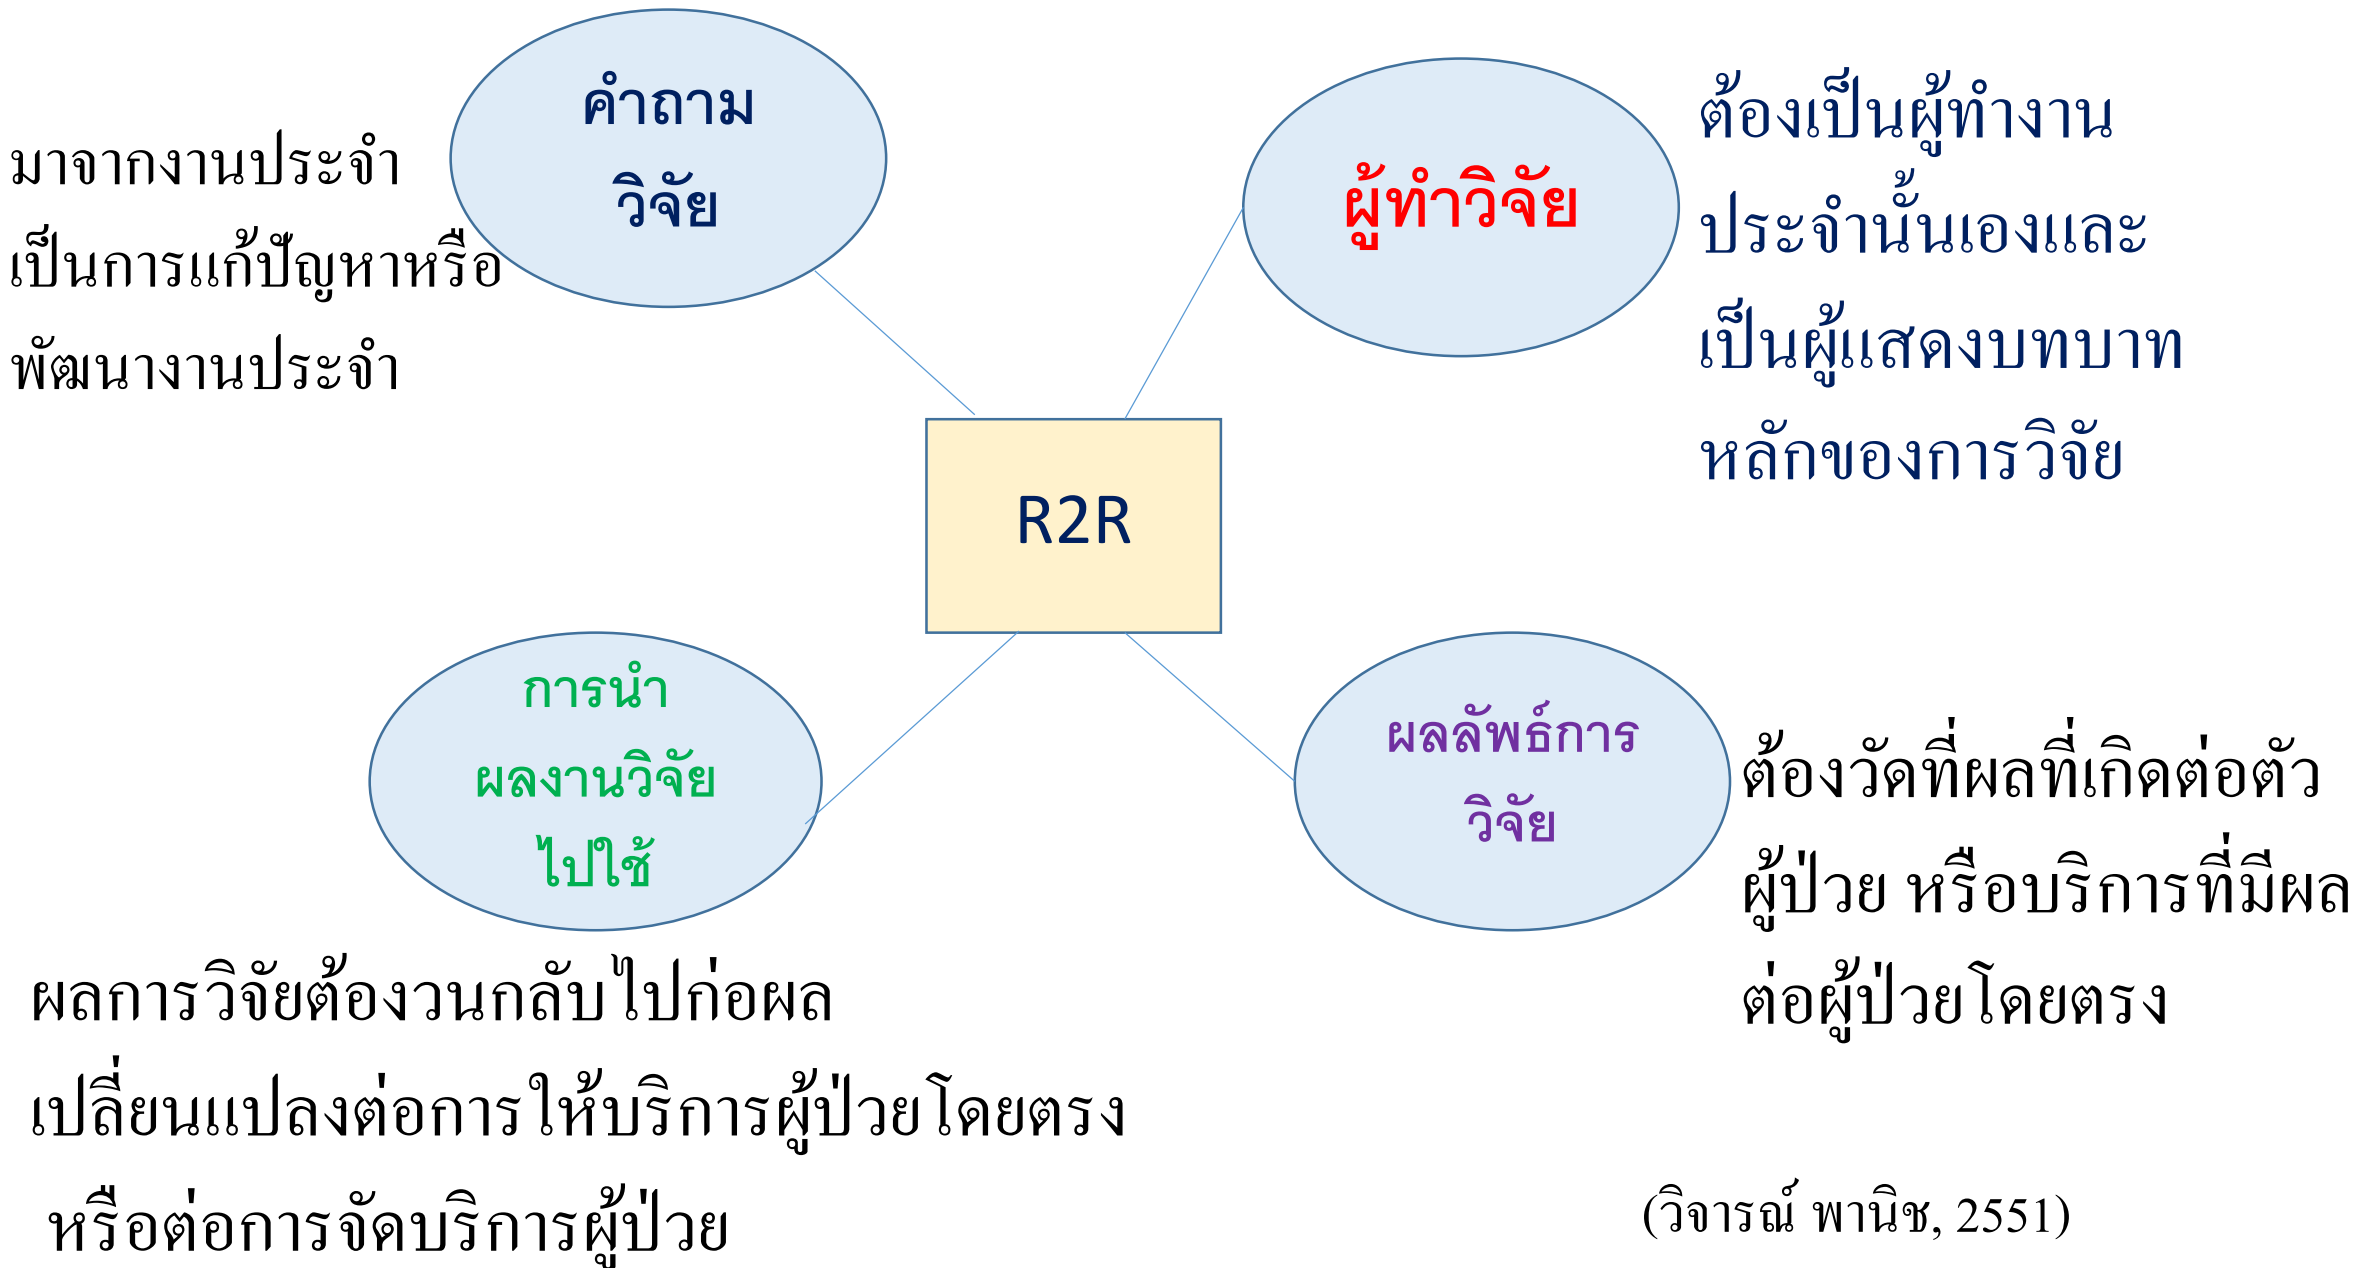 คำถาม
วิจัย
มาจากงานประจำ
เป็นการแก้ปัญหาหรือ
พัฒนางานประจำ
ผู้ทำวิจัย
ต้องเป็นผู้ทำงาน
ประจำนั้นเองและ
เป็นผู้แสดงบทบาท
หลักของการวิจัย
R2R
การนำ
ผลงานวิจัย
ไปใช้
ผลการวิจัยต้องวนกลับไปก่อผล
เปลี่ยนแปลงต่อการให้บริการผู้ป่วยโดยตรง
หรือต่อการจัดบริการผู้ป่วย
ผลลัพธ์การ
วิจัย
ต้องวัดที่ผลที่เกิดต่อตัว
ผู้ป่วย หรือบริการที่มีผล
ต่อผู้ป่วยโดยตรง
(วิจารณ์ พานิช, 2551)